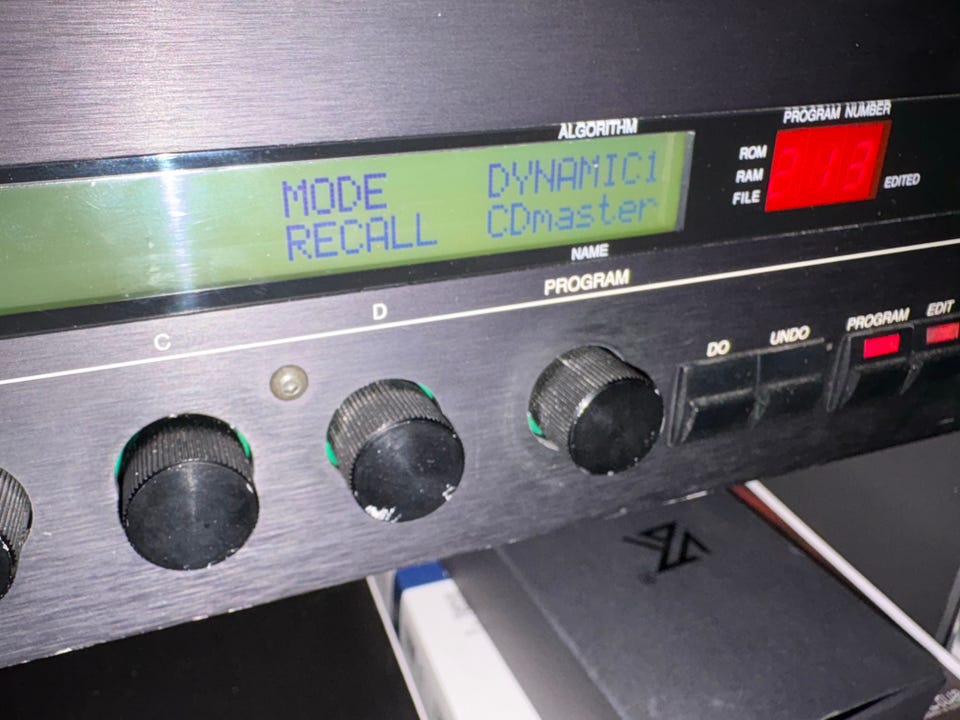 PROGRAM NUMBER
ALGORITHM
MODE DYNAMIC1
RECALL CDmaster
ROM
RAM
FILE
EDITED
NAME
PROGRAM
C
D
DO
UNDO
PROGRAM
EDIT